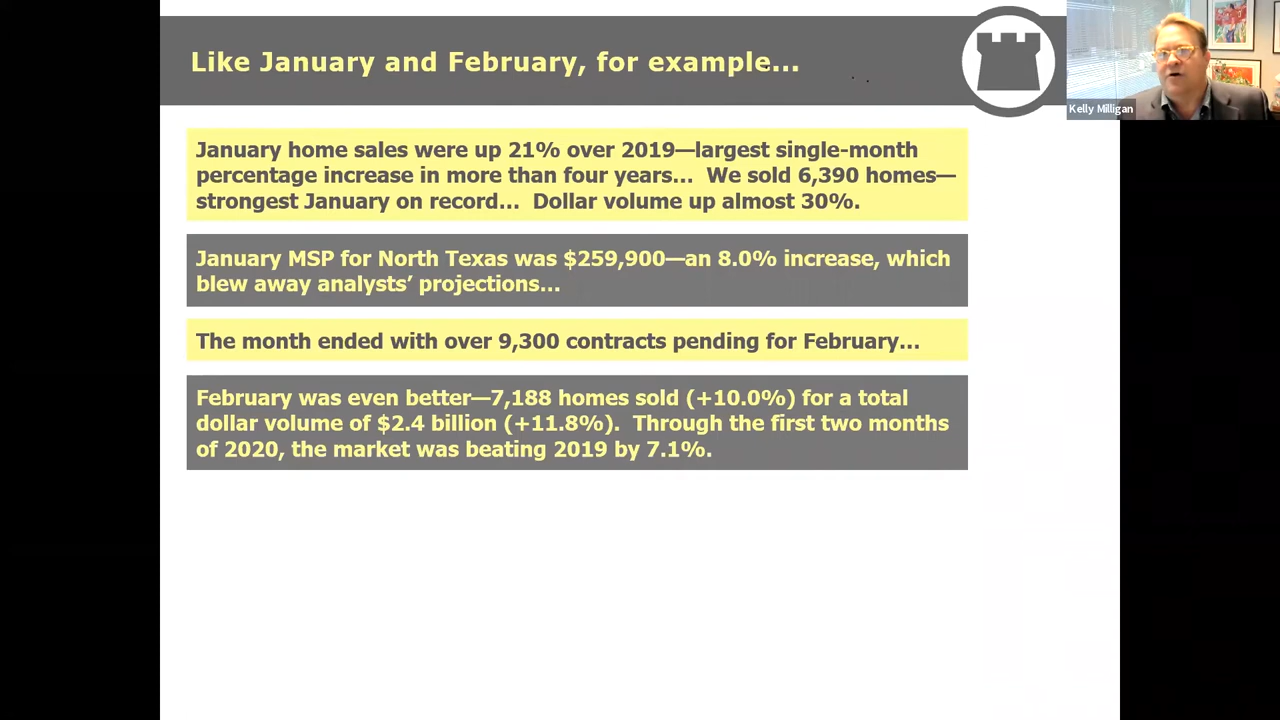 Like January and February, for example...
Kelly Milligan
January home sales were up 21% over 2019—largest single-month
percentage increase in more than four years...  We sold 6,390 homes—
strongest January on record...  Dollar volume up almost 30%.
January MSP for North Texas was $259,900—an 8.0% increase, which
blew away analysts’ projections...
The month ended with over 9,300 contracts pending for February...
February was even better—7,188 homes sold (+10.0%) for a total
dollar volume of $2.4 billion (+11.8%).  Through the first two months
of 2020, the market was beating 2019 by 7.1%.